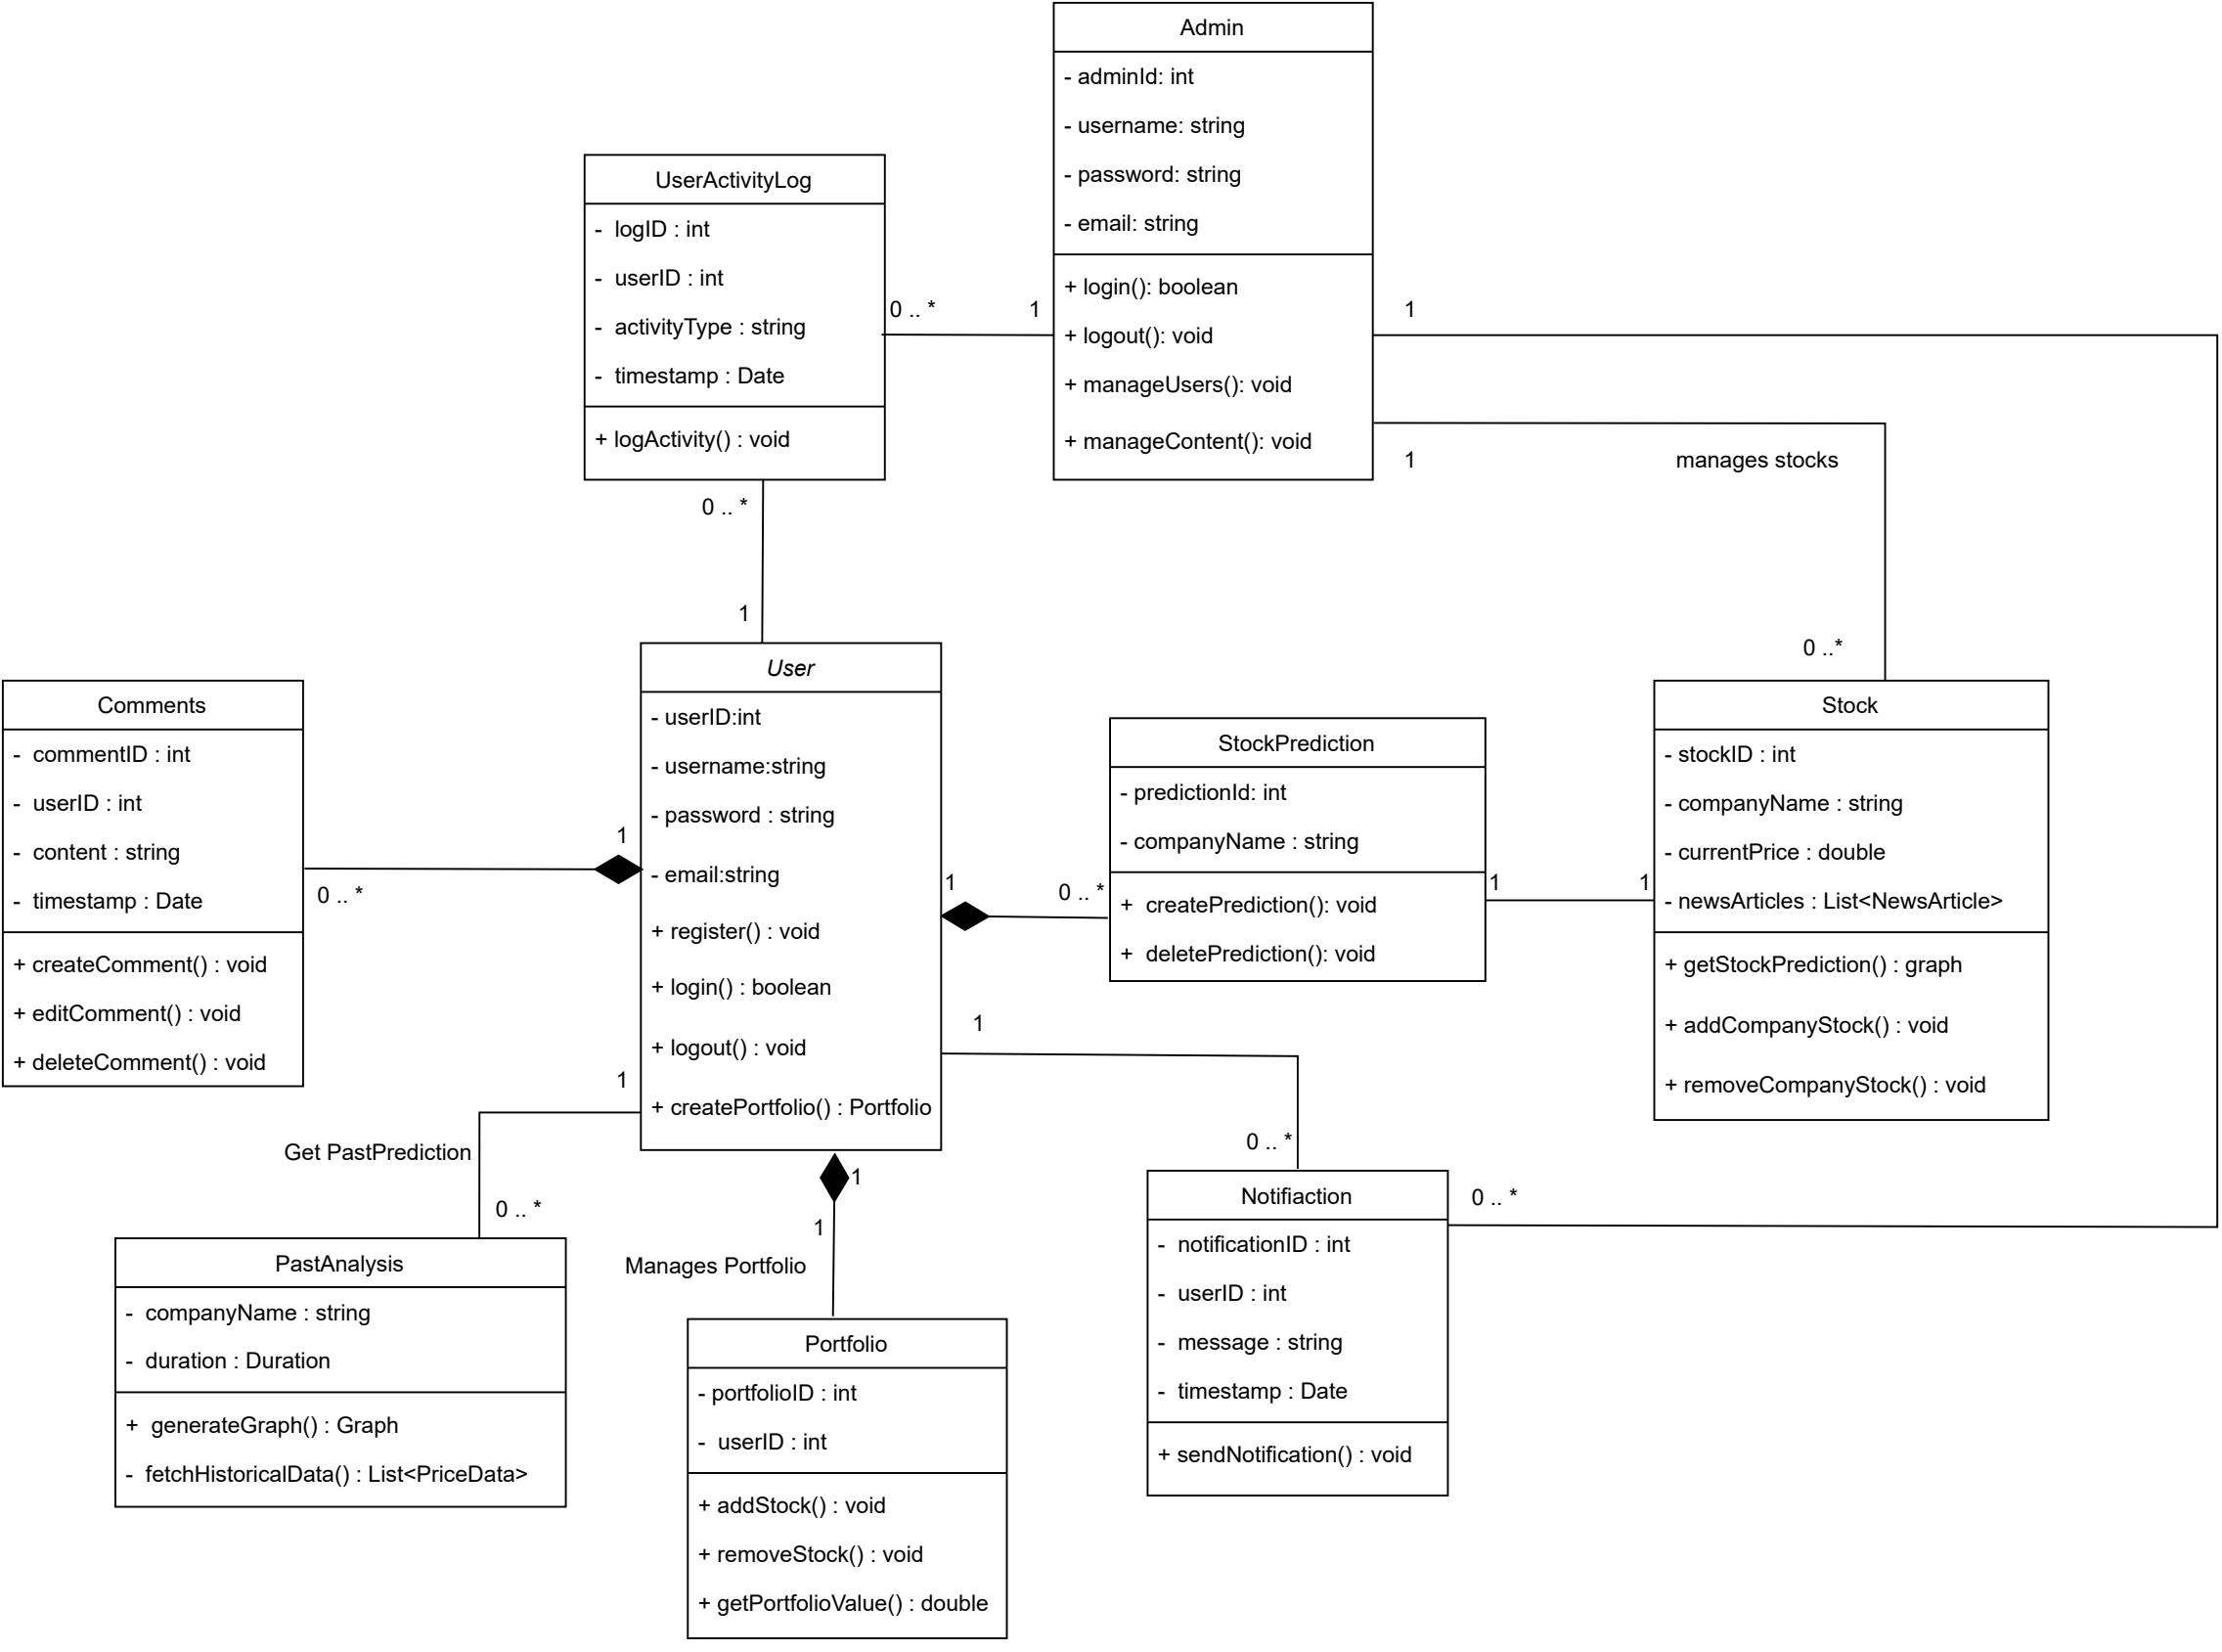 Admin
- adminId: int
- username: string
- password: string
- email: string
+ login(): boolean
+ logout(): void
+ manageUsers(): void
+ manageContent(): void
UserActivityLog
- logID : int
- userID : int
- activityType : string
- timestamp : Date
+ logActivity() : void
0 .. *
1
1
1
manages stocks
0 ..*
0 .. *
1
User
- userID:int
- username:string
- password : string
- email:string
+ register() : void
+ login() : boolean
+ logout() : void
+ createPortfolio() : Portfolio
Comments
- commentID : int
- userID : int
- content : string
- timestamp : Date
+ createComment() : void
+ editComment() : void
+ deleteComment() : void
1
0 .. *
StockPrediction
- predictionId: int
- companyName : string
+ createPrediction(): void
+ deletePrediction(): void
1
0 .. *
1
1
Stock
- stockID : int
- companyName : string
- currentPrice : double
- newsArticles : List<NewsArticle>
+ getStockPrediction() : graph
+ addCompanyStock() : void
+ removeCompanyStock() : void
1
0 .. *
0 .. *
1
Get PastPrediction
0 .. *
1
1
Manages Portfolio
PastAnalysis
- companyName : string
- duration : Duration
+ generateGraph() : Graph
- fetchHistoricalData() : List<PriceData>
Portfolio
- portfolioID : int
- userID : int
+ addStock() : void
+ removeStock() : void
+ getPortfolioValue() : double
Notifiaction
- notificationID : int
- userID : int
- message : string
- timestamp : Date
+ sendNotification() : void